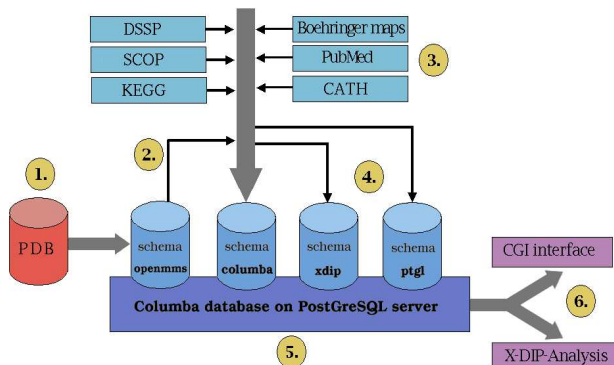 DSSP
Boehringer maps
SCOP
PubMed
3.
KEGG
CATH
2.
4.
1.
PDB
schema
openmms
schema
columba
schema
xdip
schema
ptgl
CGI interface
Columba database on PostGreSQL server
6.
5.
X-DIP-Analysis